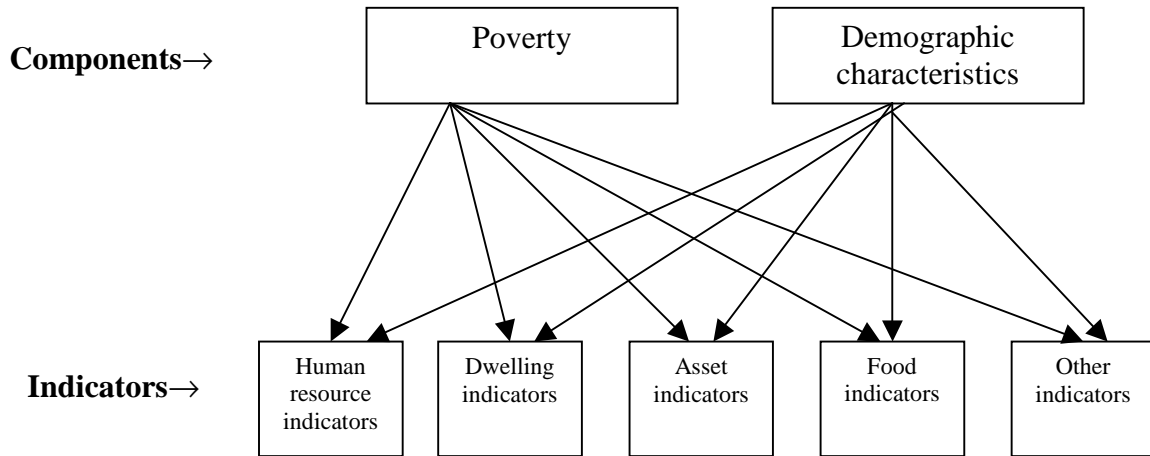 Poverty
Demographic
characteristics
Components→
Human
resource
indicators
Dwelling
indicators
Asset
indicators
Food
indicators
Other
indicators
Indicators→